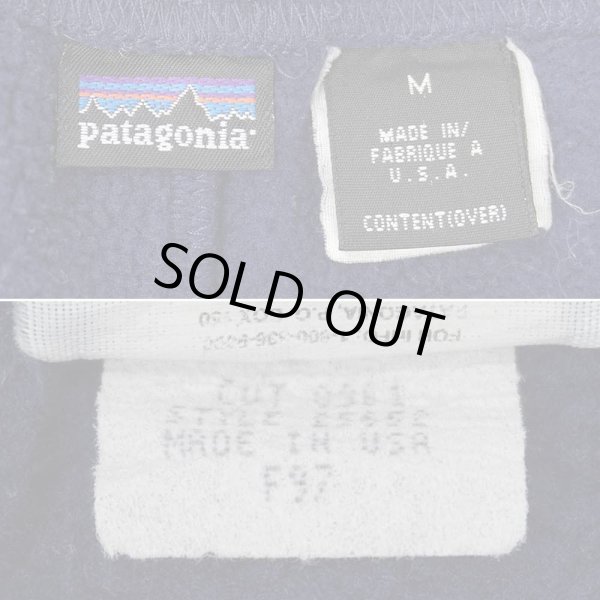 patagonia®
M
MADE IN/
FABRIQUE A
U.S.A.
CONTENT(OVER)
SOLD OUT
CUT
STYLE
MADE IN USA
F97